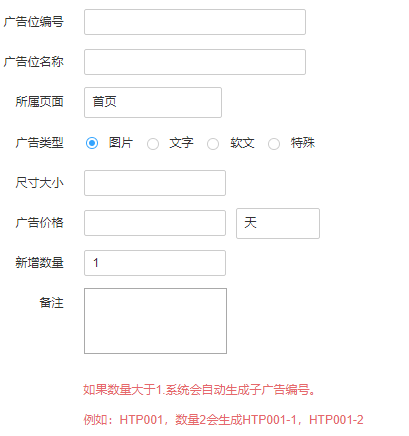 广告位编号
广告位名称
所属页面 首页
广告类型 图片 文字 软文 特殊
尺寸大小
广告价格 天
新增数量 1
备注
如果数量大于1.系统会自动生成子广告编号。
例如：HTP001，数量2会生成HTP001-1，HTP001-2